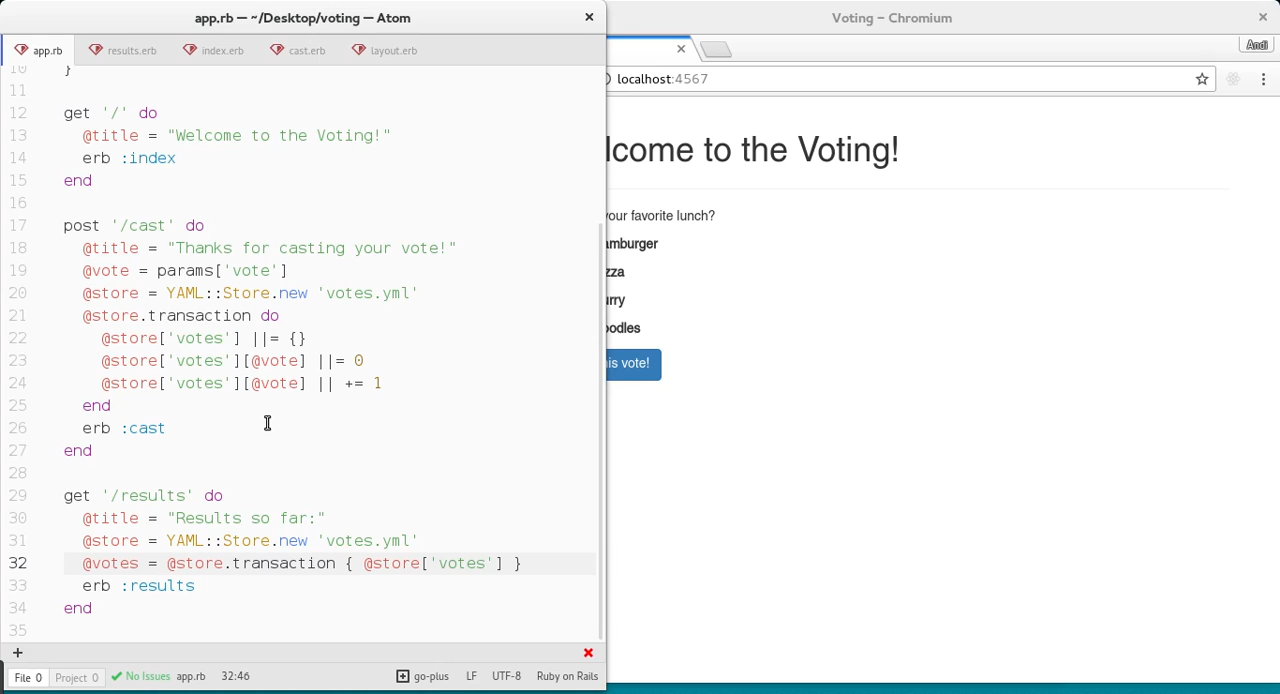 app.rb — ~/Desktop/voting — Atom
app.rb results.erb index.erb cast.erb layout.erb
10 }
11
12 get '/' do
13 @title = "Welcome to the Voting!"
14 erb :index
15 end
16
17 post '/cast' do
18 @title = "Thanks for casting your vote!"
19 @vote = params['vote']
20 @store = YAML::Store.new 'votes.yml'
21 @store.transaction do
22 @store['votes'] ||= {}
23 @store['votes'][@vote] ||= 0
24 @store['votes'][@vote] || += 1
25 end
26 erb :cast
27 end
28
29 get '/results' do
30 @title = "Results so far:"
31 @store = YAML::Store.new 'votes.yml'
32 @votes = @store.transaction { @store['votes'] }
33 erb :results
34 end
35
File 0 Project 0 No Issues app.rb 32:46 go-plus LF UTF-8 Ruby on Rails
Voting – Chromium
Andi
localhost:4567
lcome to the Voting!
your favorite lunch?
amburger
zza
urry
oodles
is vote!